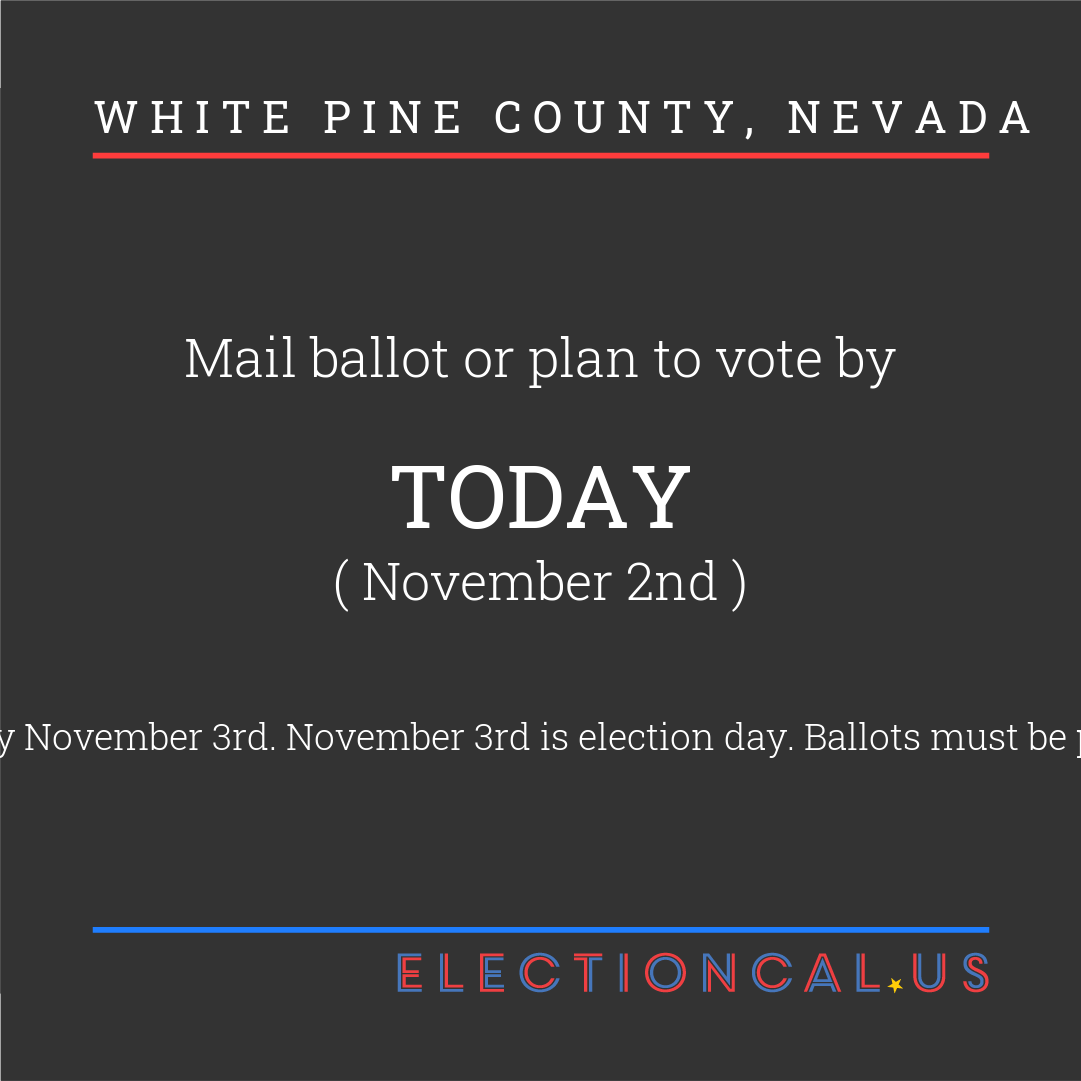 WHITE PINE COUNTY, NEVADA
Mail ballot or plan to vote by
TODAY
( November 2nd )
November 3rd. November 3rd is election day. Ballots must be
ELECTIONCAL.US